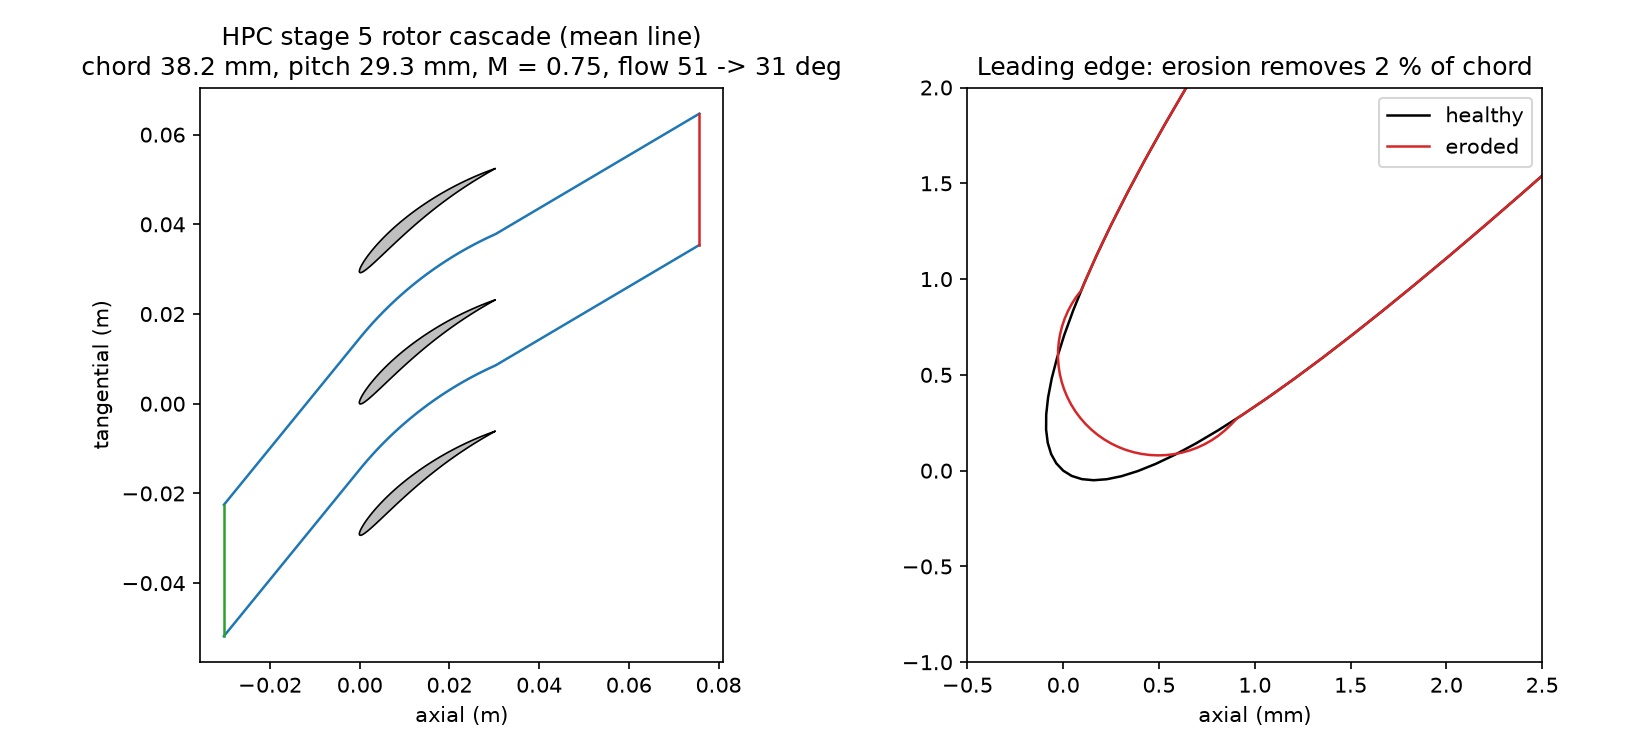 HPC stage 5 rotor cascade (mean line)
chord 38.2 mm, pitch 29.3 mm, M = 0.75, flow 51 -> 31 deg
0.06
0.04
0.02
0.00
−0.02
−0.04
tangential (m)
−0.02 0.00 0.02 0.04 0.06 0.08
axial (m)
Leading edge: erosion removes 2 % of chord
healthy
eroded
2.0
1.5
1.0
0.5
0.0
−0.5
−1.0
−0.5 0.0 0.5 1.0 1.5 2.0 2.5
axial (mm)